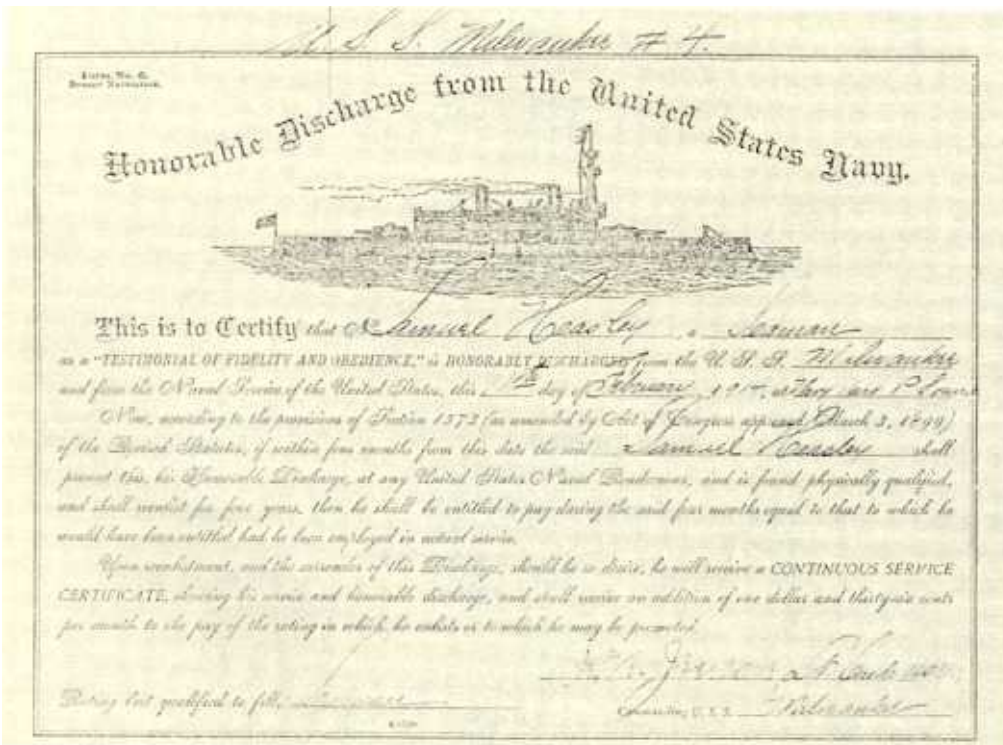 U. S. S. Milwaukee # 4.
Form No. 6.
Bureau Navigation.
Honorable Discharge from the United States Navy.
This is to Certify that No Samuel Heasley, a Seaman
as a "TESTIMONIAL OF FIDELITY AND OBEDIENCE," is HONORABLY DISCHARGED from the U. S. S. Milwaukee
and from the Naval Service of the United States, this day of February 191
Now, according to the provisions of Section 1573 (as amended by Act of Congress approved March 3, 1899)
of the Revised Statutes, if within four months from this date the said Samuel Heasley shall
present this, his Honorable Discharge, at any United States Naval Rendezvous, and is found physically qualified,
and shall reenlist for four years, then he shall be entitled to pay during the said four months equal to that to which he
would have been entitled had he been employed in actual service.
Upon reenlistment, and the surrender of this Discharge, should he so desire, he will receive a CONTINUOUS SERVICE
CERTIFICATE, showing his service and honorable discharge, and shall receive an addition of one dollar and thirty-six cents
per month to the pay of the rating in which he enlists or to which he may be promoted.
Rating best qualified to fill,
Commanding, U. S. S. Milwaukee